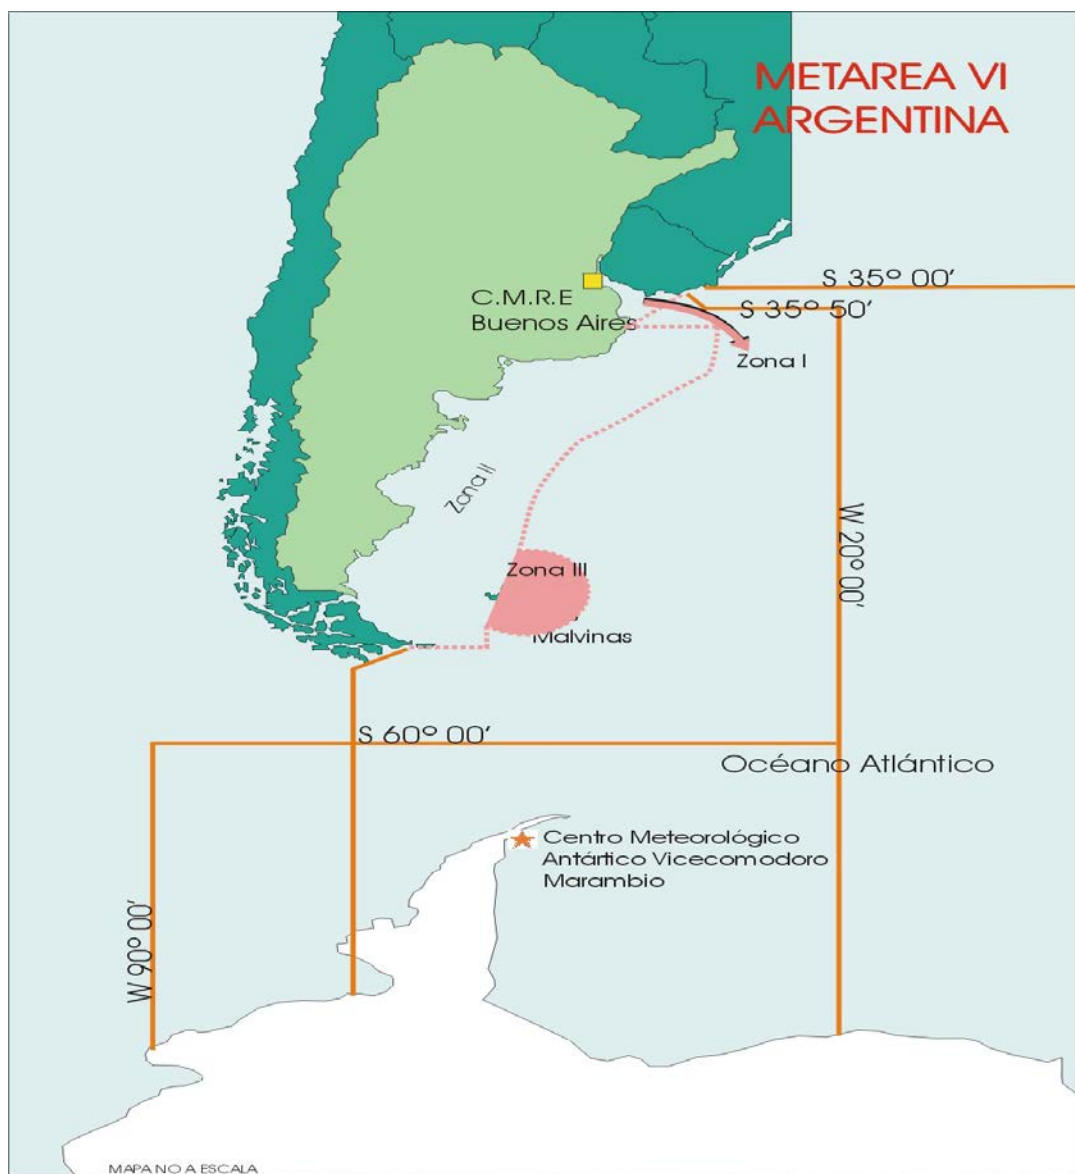 METAREA VI
ARGENTINA
S 35º 00'
C.M.R.E
Buenos Aires
S 35º 50'
Zona I
Zona II
W 20º 00'
Zona III
Malvinas
S 60º 00'
Océano Atlántico
Centro Meteorológico
Antártico Vicecomodoro
Marambio
W 90º 00'
MAPA NO A ESCALA